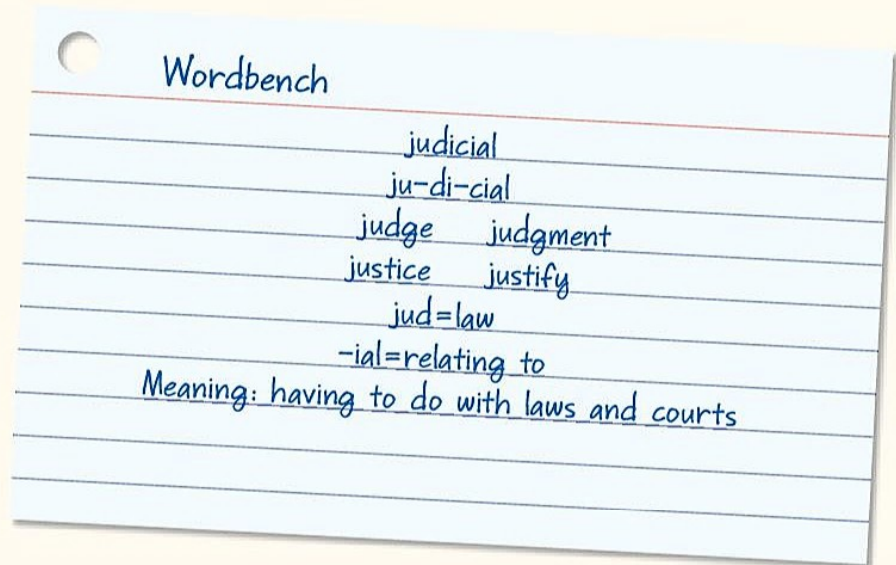 Wordbench
judicial
ju-di-cial
judge judgment
justice justify
jud=law
-ial=relating to
Meaning: having to do with laws and courts